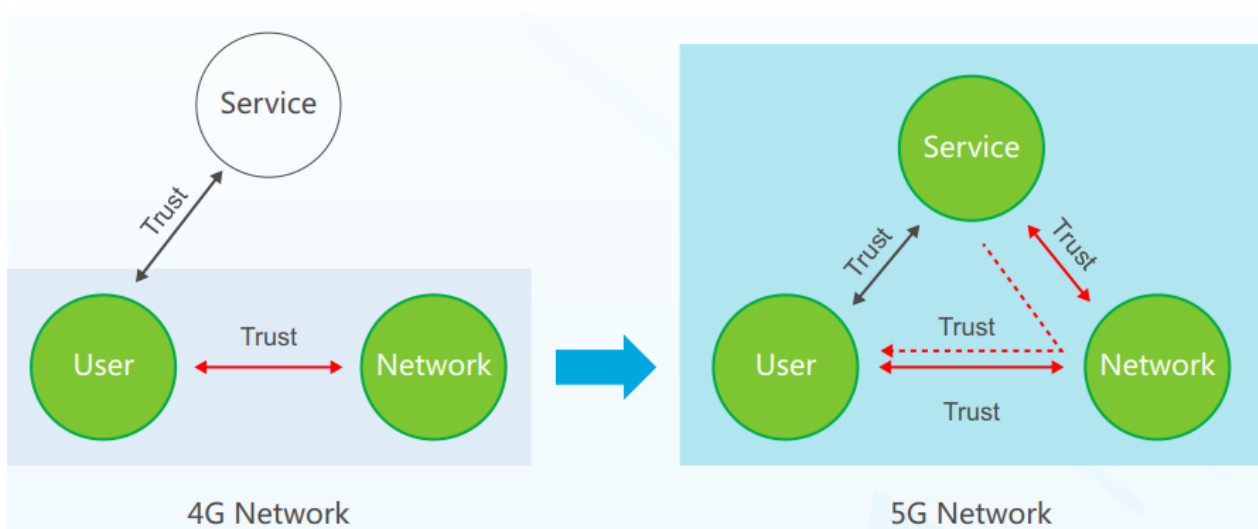 Service
Trust
User
Trust
Network
4G Network
Service
Trust
Trust
Trust
User
Network
Trust
5G Network